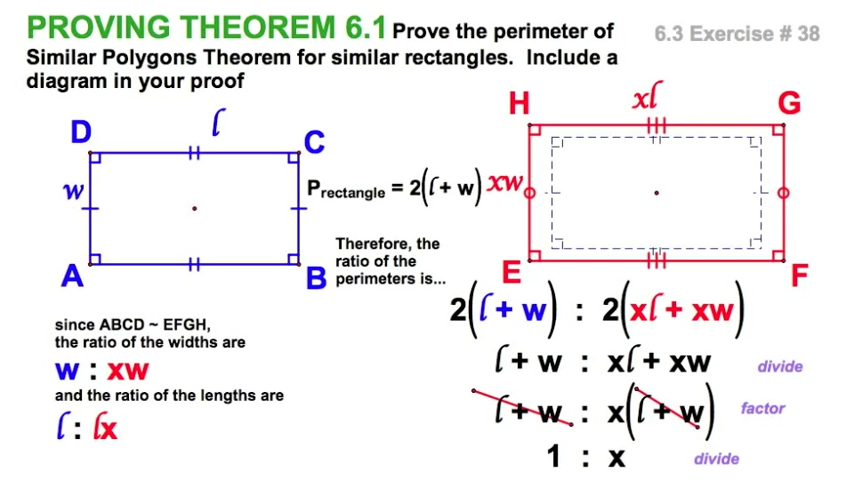 PROVING THEOREM 6.1 Prove the perimeter of
6.3 Exercise # 38
Similar Polygons Theorem for similar rectangles. Include a
diagram in your proof
D
l
C
w
A
B
H
xl
G
xw
E
F
P rectangle = 2(l + w)
Therefore, the
ratio of the
perimeters is...
since ABCD ~ EFGH,
the ratio of the widths are
w : xw
and the ratio of the lengths are
l : lx
2(l + w) : 2(xl + xw)
l + w : xl + xw divide
l + w : x(l + w) factor
1 : x divide